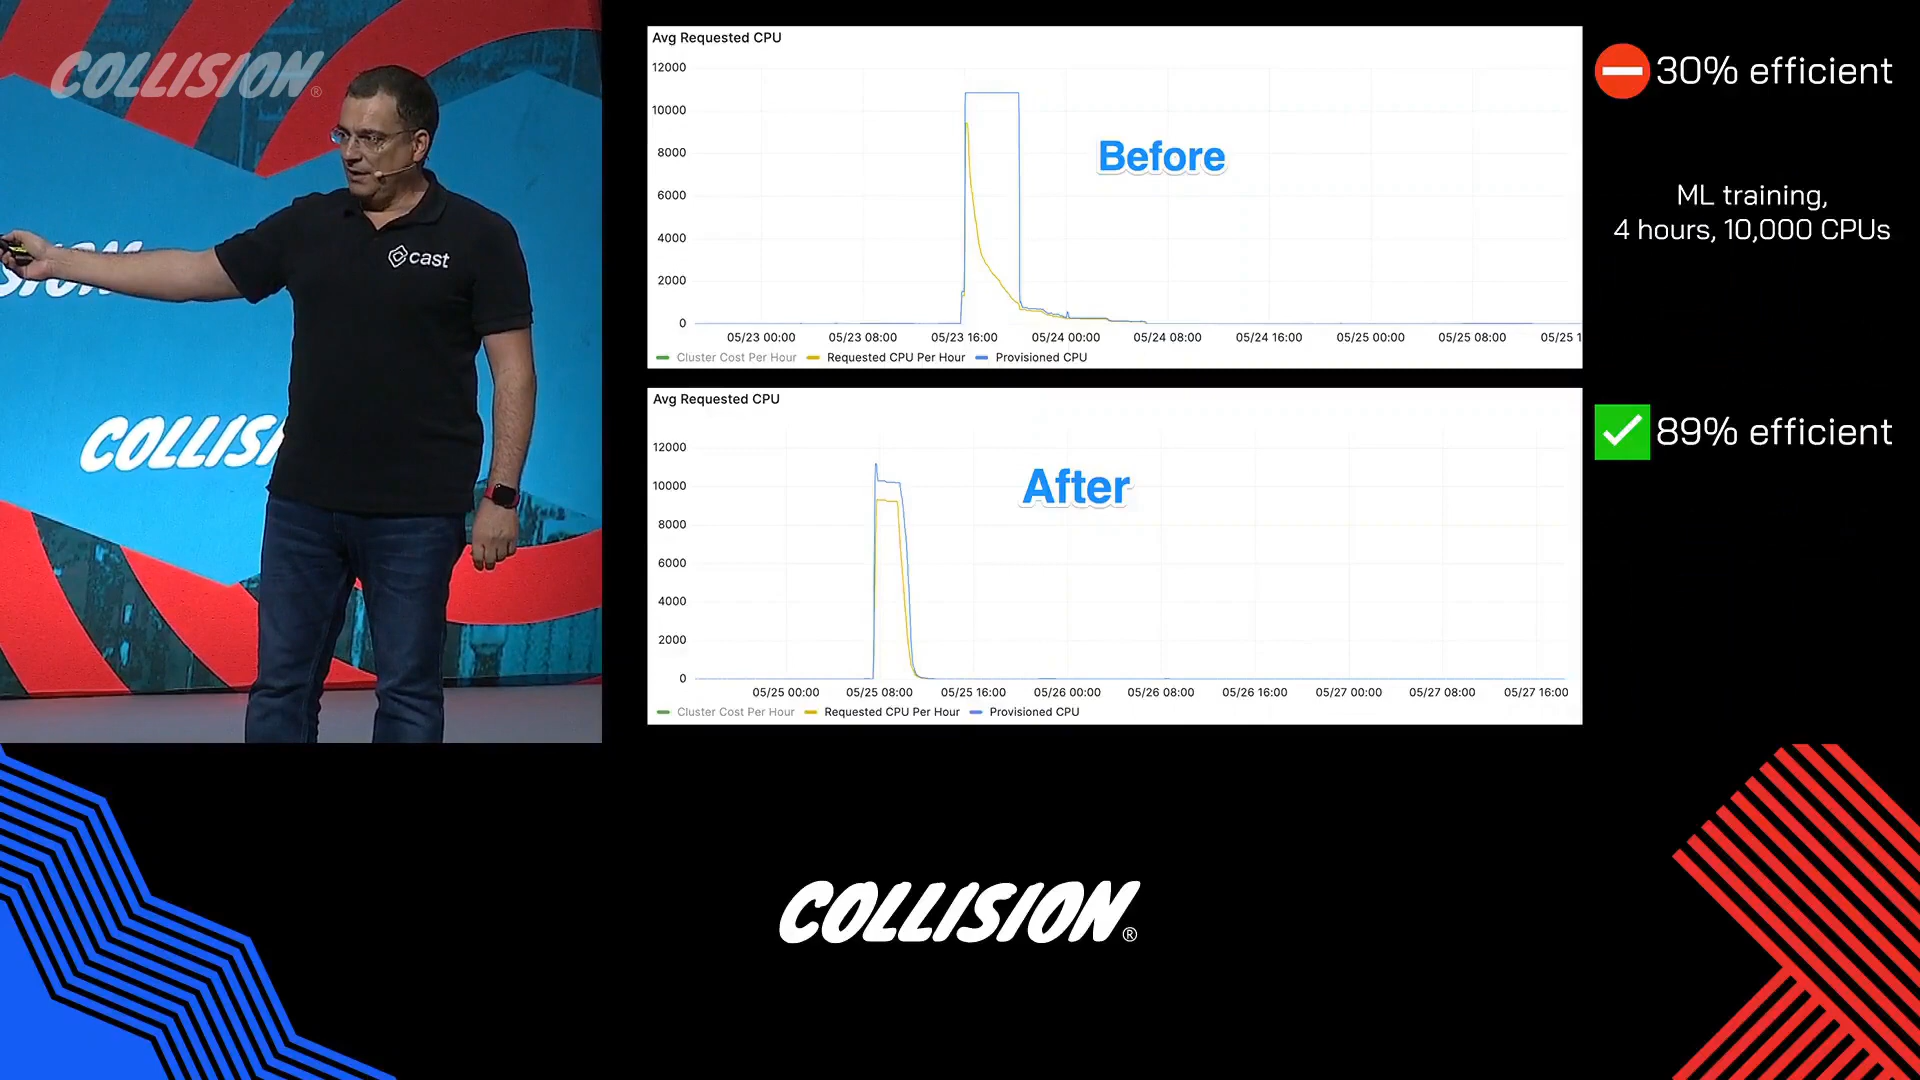 COLLISION®
SION
cast
COLLISI
Avg Requested CPU
12000
10000
8000
6000
4000
2000
0
Before
05/23 00:00 05/23 08:00 05/23 16:00 05/24 00:00 05/24 08:00 05/24 16:00 05/25 00:00 05/25 08:00 05/25 1
Cluster Cost Per Hour Requested CPU Per Hour Provisioned CPU
30% efficient
ML training,
4 hours, 10,000 CPUs
Avg Requested CPU
12000
10000
8000
6000
4000
2000
0
After
05/25 00:00 05/25 08:00 05/25 16:00 05/26 00:00 05/26 08:00 05/26 16:00 05/27 00:00 05/27 08:00 05/27 16:00
Cluster Cost Per Hour Requested CPU Per Hour Provisioned CPU
89% efficient
COLLISION®